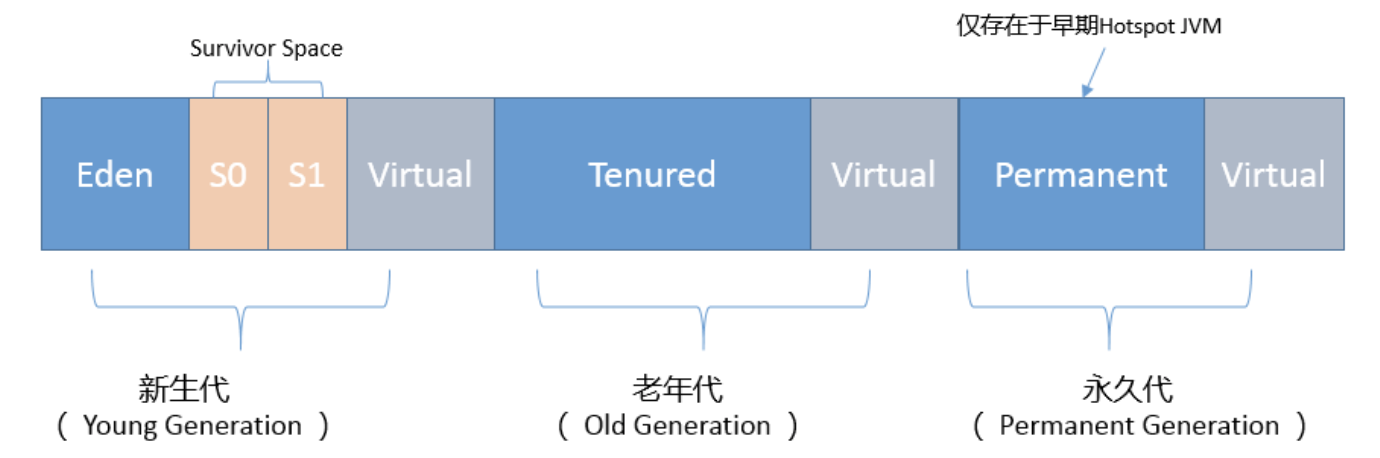 仅存在于早期Hotspot JVM
Survivor Space
Eden
S0
S1
Virtual
Tenured
Virtual
Permanent
Virtual
新生代
( Young Generation )
老年代
( Old Generation )
永久代
( Permanent Generation )